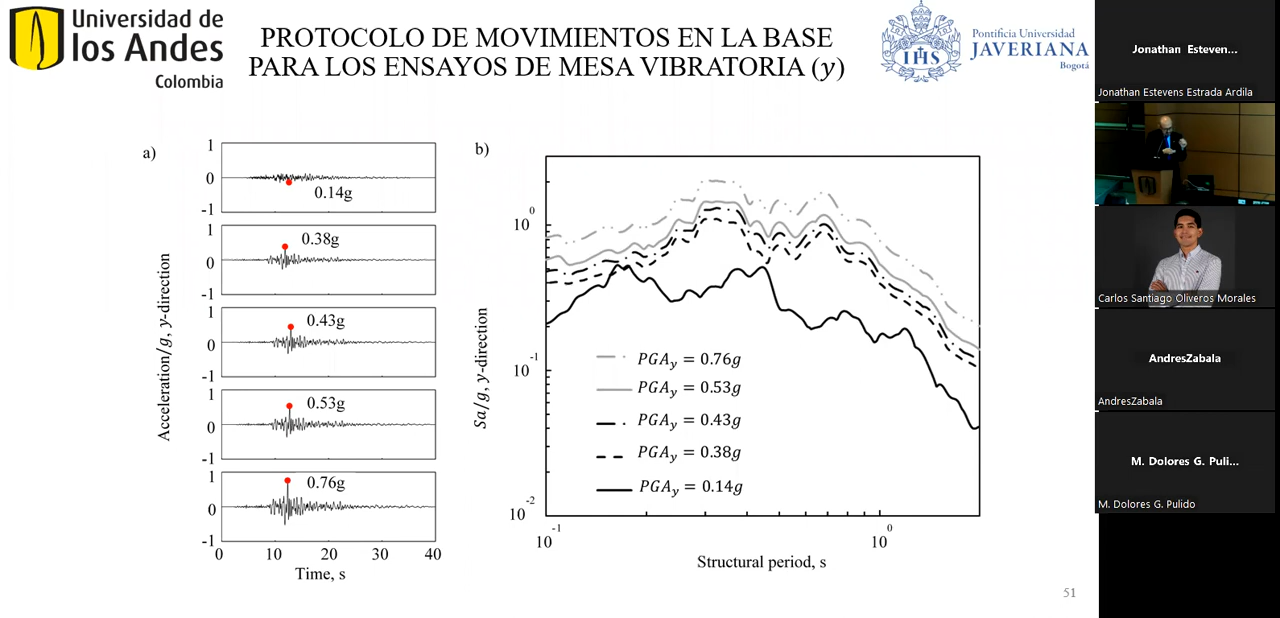 Universidad de
los Andes
Colombia
PROTOCOLO DE MOVIMIENTOS EN LA BASE
PARA LOS ENSAYOS DE MESA VIBRATORIA (y)
Pontificia Universidad
JAVERIANA
Bogotá
IHS
a)
Acceleration/g, y-direction
1
0
-1
0.14g
1
0
-1
0.38g
1
0
-1
0.43g
1
0
-1
0.53g
1
0
-1
0.76g
0 10 20 30 40
Time, s
b)
Sa/g, y-direction
10^0
10^-1
10^-2
PGA_y = 0.76g
PGA_y = 0.53g
PGA_y = 0.43g
PGA_y = 0.38g
PGA_y = 0.14g
10^-1 10^0
Structural period, s
51
Jonathan Esteven...
Jonathan Estevens Estrada Ardila
Carlos Santiago Oliveros Morales
AndresZabala
AndresZabala
M. Dolores G. Puli...
M. Dolores G. Pulido